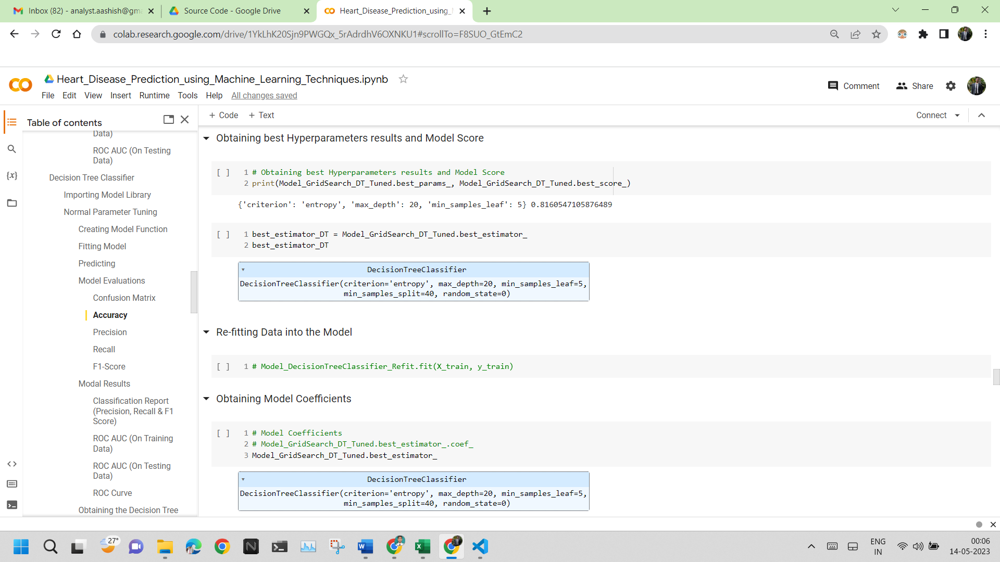 Inbox (82) - analyst.aashish@gm
Source Code - Google Drive
Heart_Disease_Prediction_using_
colab.research.google.com/drive/1YkLhK20Sjn9PWGQx_5rAdrdhV6OXNKU1#scrollTo=F8SUO_GtEmC2
Heart_Disease_Prediction_using_Machine_Learning_Techniques.ipynb
Comment
Share
File Edit View Insert Runtime Tools Help All changes saved
Table of contents
+ Code + Text
Connect
Data)
ROC AUC (On Testing
Data)
Decision Tree Classifier
Importing Model Library
Normal Parameter Tuning
Creating Model Function
Fitting Model
Predicting
Model Evaluations
Confusion Matrix
Accuracy
Precision
Recall
F1-Score
Modal Results
Classification Report
(Precision, Recall & F1
Score)
ROC AUC (On Training
Data)
ROC AUC (On Testing
Data)
ROC Curve
Obtaining the Decision Tree
Obtaining best Hyperparameters results and Model Score
[ ] 1 # Obtaining best Hyperparameters results and Model Score
2 print(Model_GridSearch_DT_Tuned.best_params_, Model_GridSearch_DT_Tuned.best_score_)
{'criterion': 'entropy', 'max_depth': 20, 'min_samples_leaf': 5} 0.8160547105876489
[ ] 1 best_estimator_DT = Model_GridSearch_DT_Tuned.best_estimator_
2 best_estimator_DT
DecisionTreeClassifier
DecisionTreeClassifier(criterion='entropy', max_depth=20, min_samples_leaf=5,
min_samples_split=40, random_state=0)
Re-fitting Data into the Model
[ ] 1 # Model_DecisionTreeClassifier_Refit.fit(X_train, y_train)
Obtaining Model Coefficients
[ ] 1 # Model Coefficients
2 # Model_GridSearch_DT_Tuned.best_estimator_.coef_
3 Model_GridSearch_DT_Tuned.best_estimator_
DecisionTreeClassifier
DecisionTreeClassifier(criterion='entropy', max_depth=20, min_samples_leaf=5,
min_samples_split=40, random_state=0)
27°
ENG
IN
00:06
14-05-2023